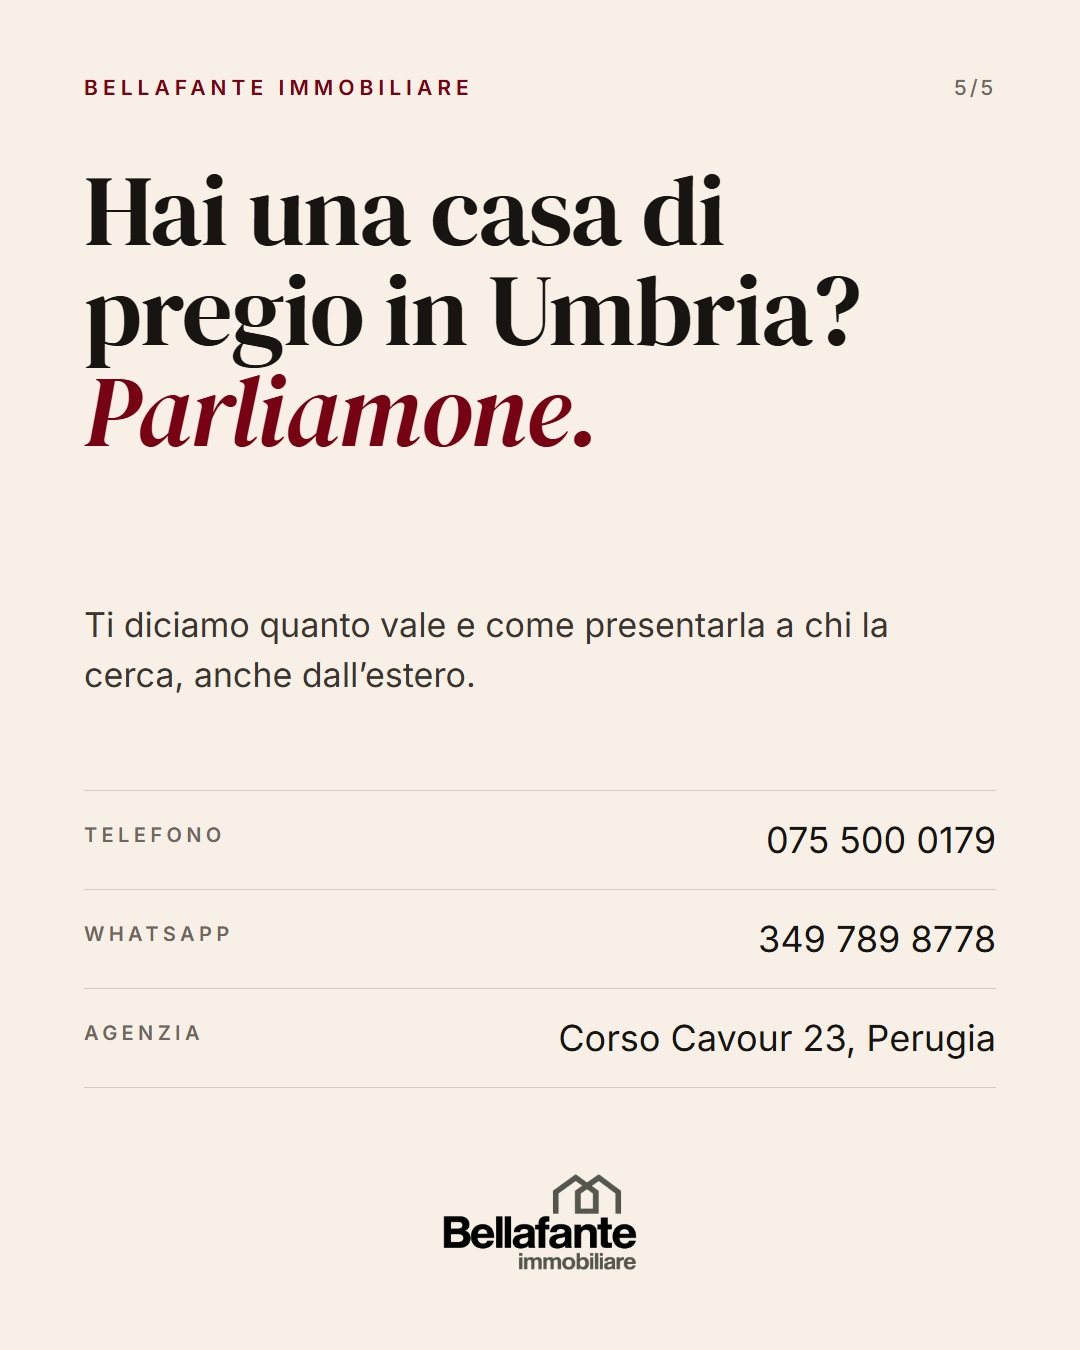 BELLAFANTE IMMOBILIARE 5/5
Hai una casa di
pregio in Umbria?
Parliamone.
Ti diciamo quanto vale e come presentarla a chi la
cerca, anche dall’estero.
TELEFONO 075 500 0179
WHATSAPP 349 789 8778
AGENZIA Corso Cavour 23, Perugia
Bellafante
immobiliare